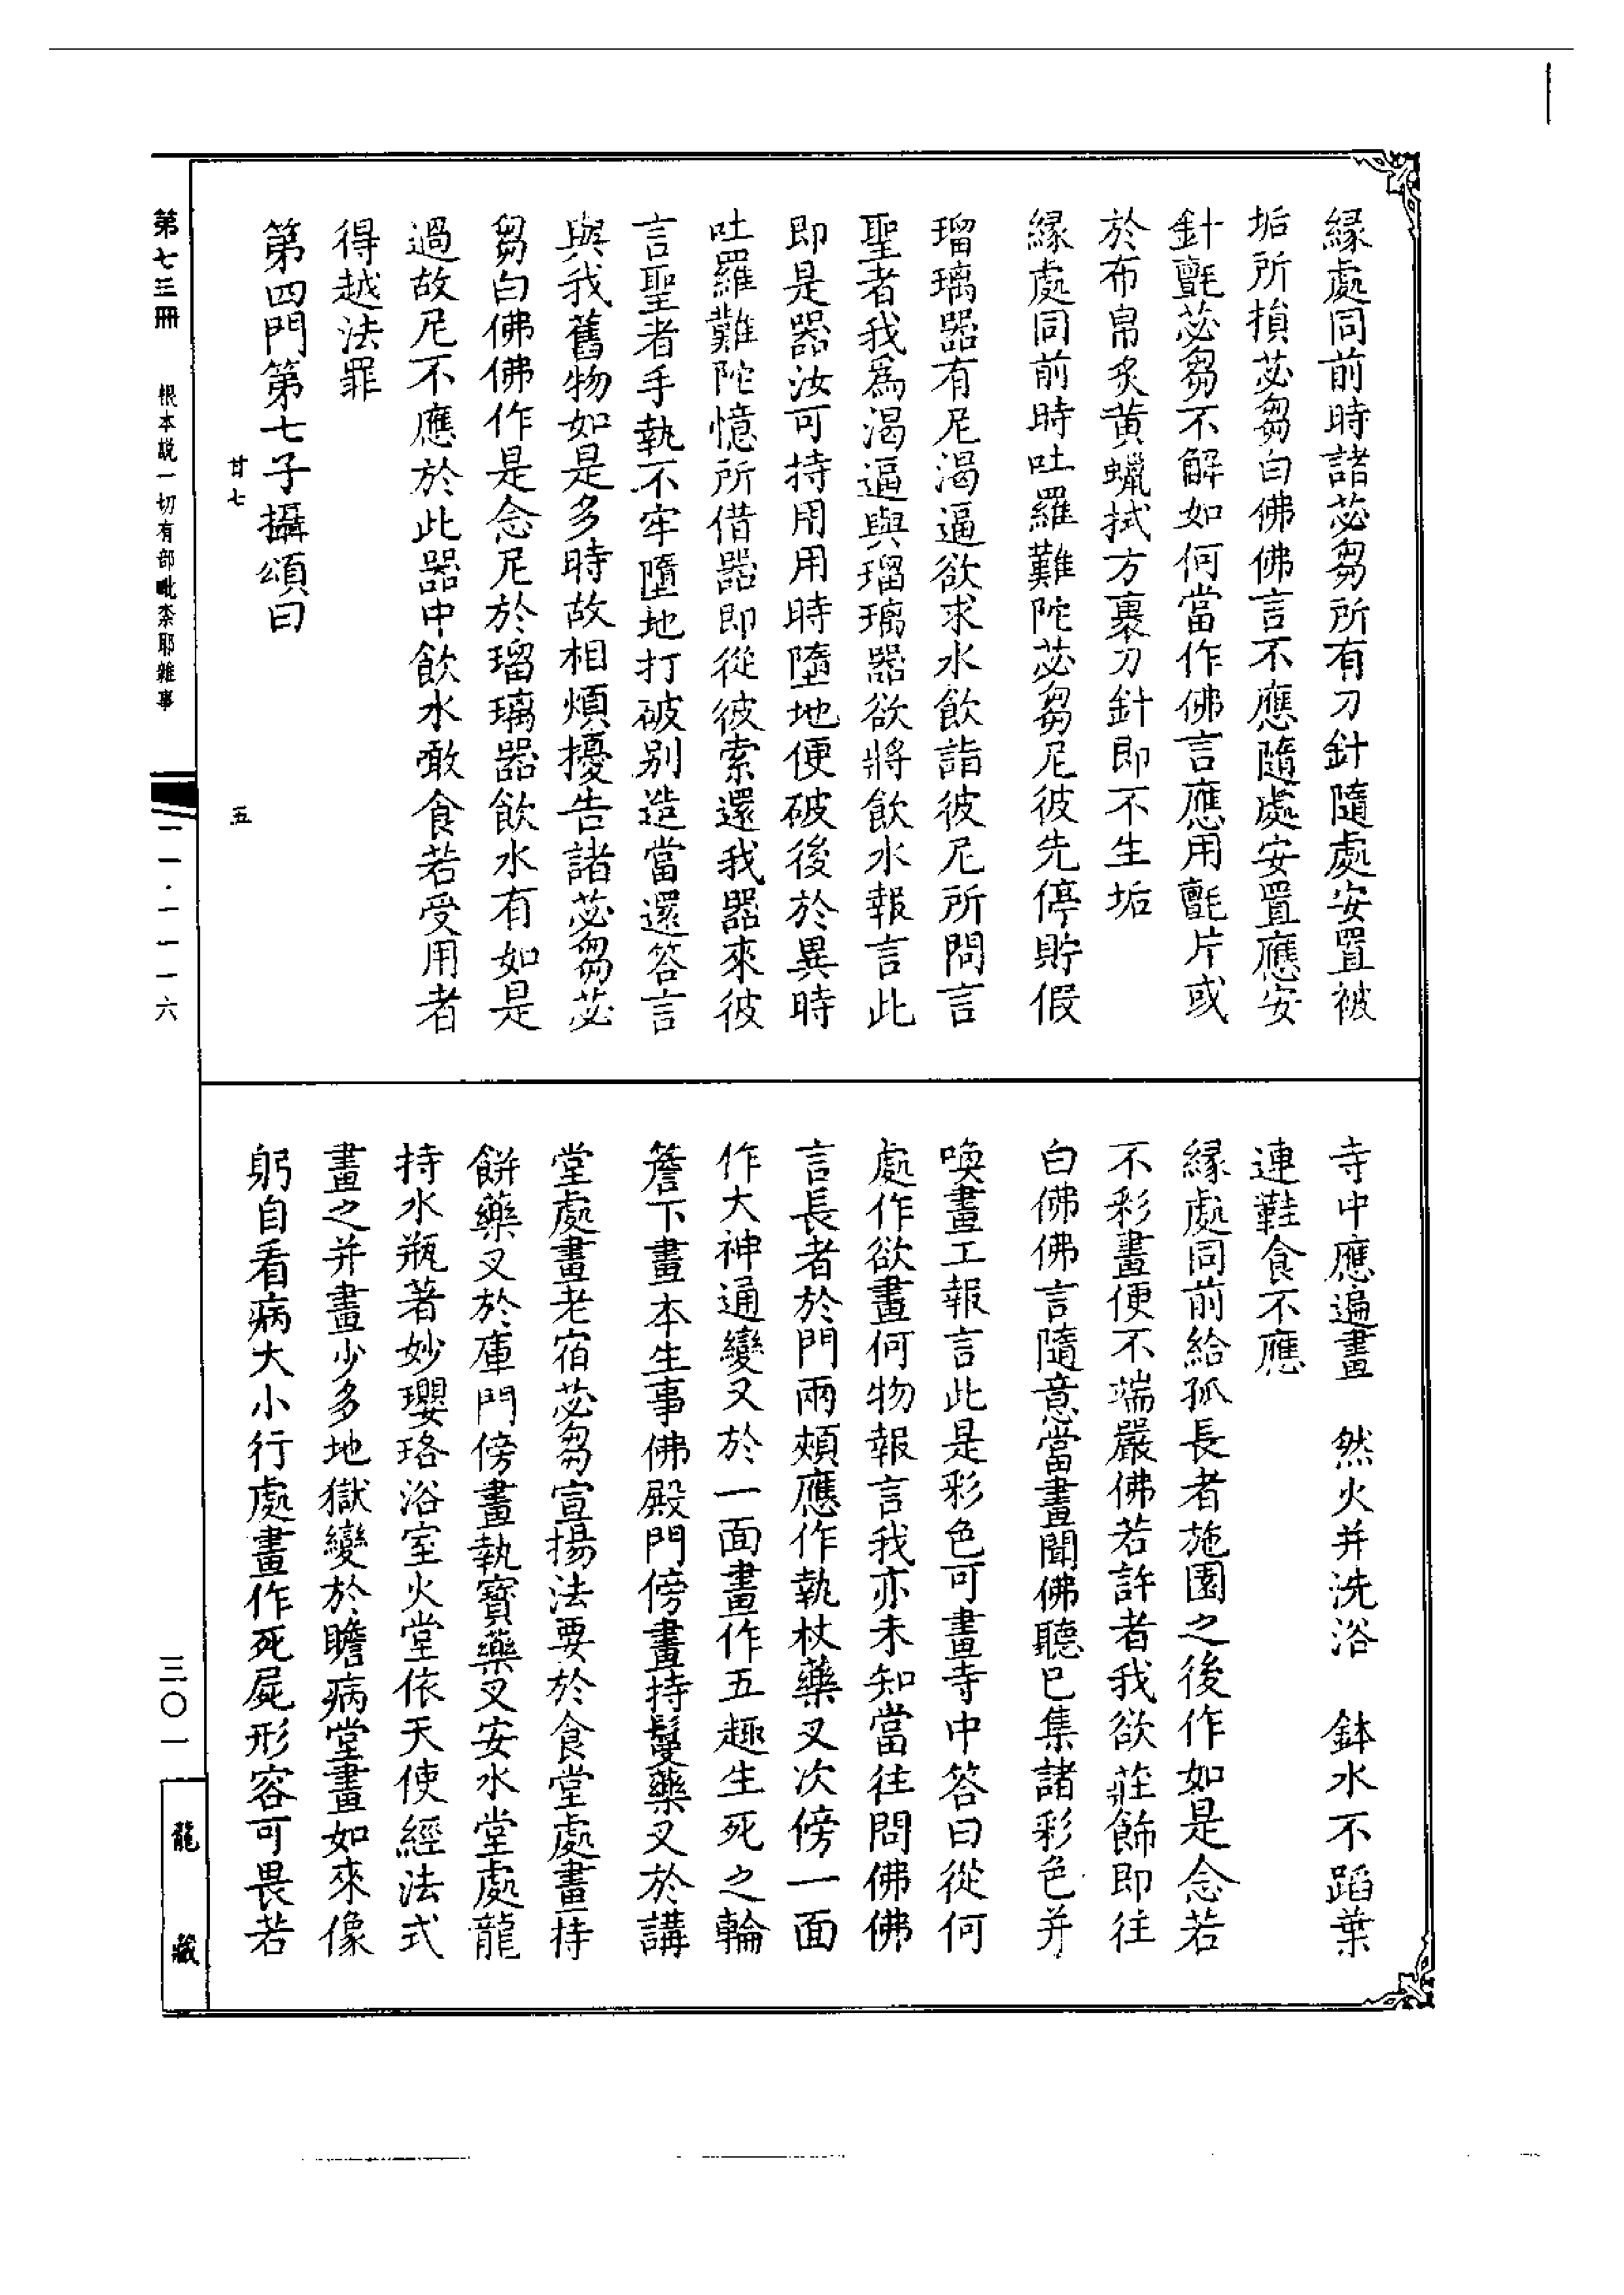 緣處同前時諸苾芻所有刀針隨處安置被
垢所損苾芻白佛佛言不應隨處安置應安
針氈苾芻不解如何當作佛言應用氈片或
於布帛炙黃蠟拭方裹刀針即不生垢
緣處同前時吐羅難陀苾芻尼彼先停貯假
瑠璃器有尼渴逼欲求水飲詣彼尼所問言
聖者我爲渴逼與瑠璃器欲將飲水報言此
即是器汝可持用用時墮地便破後於異時
吐羅難陀憶所借器即從彼索還我器來彼
言聖者手執不牢墮地打破別造當還答言
與我舊物如是多時故相煩擾告諸苾芻苾
芻白佛佛作是念尼於瑠璃器飲水有如是
過故尼不應於此器中飲水敢食若受用者
得越法罪
第四門第七子攝頌曰
甘七 五
寺中應遍畫 然火并洗浴 鉢水不蹈葉
連鞋食不應
緣處同前給孤長者施園之後作如是念若
不彩畫便不端嚴佛若許者我欲莊飾即往
白佛佛言隨意當畫聞佛聽已集諸彩色并
喚畫工報言此是彩色可畫寺中答曰從何
處作欲畫何物報言我亦未知當往問佛佛
言長者於門兩頰應作執杖藥叉次傍一面
作大神通變又於一面畫作五趣生死之輪
簷下畫本生事佛殿門傍畫持鬘藥叉於講
堂處畫老宿苾芻宣揚法要於食堂處畫持
餅藥叉於庫門傍畫執寶藥叉安水堂處龍
持水瓶著妙瓔珞浴室火堂依天使經法式
畫之并畫少多地獄變於瞻病堂畫如來像
躬自看病大小行處畫作死屍形容可畏若
第七三冊 根本說一切有部毗柰耶雜事 一一·一一一六 三〇一 龍藏